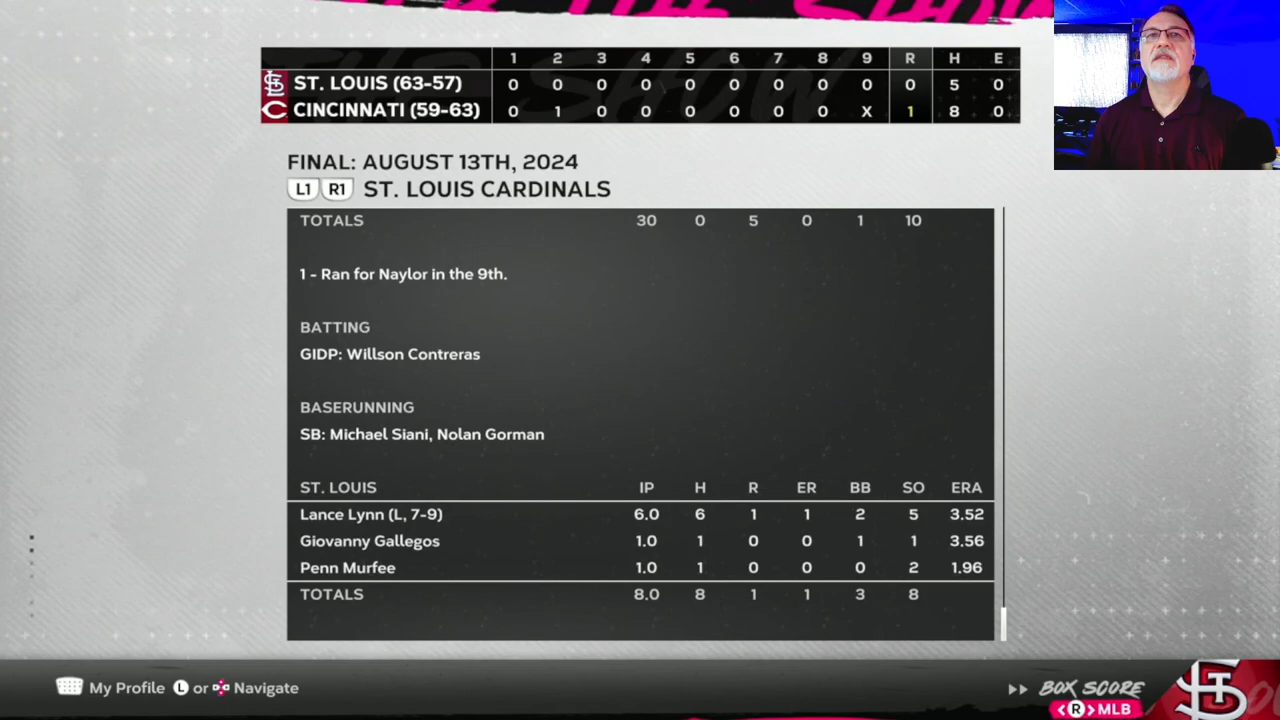 THE SHOW
1 2 3 4 5 6 7 8 9 R H E
ST. LOUIS (63-57) 0 0 0 0 0 0 0 0 0 0 5 0
CINCINNATI (59-63) 0 1 0 0 0 0 0 0 X 1 8 0
FINAL: AUGUST 13TH, 2024
L1 R1 ST. LOUIS CARDINALS
TOTALS 30 0 5 0 1 10
1 - Ran for Naylor in the 9th.
BATTING
GIDP: Willson Contreras
BASERUNNING
SB: Michael Siani, Nolan Gorman
ST. LOUIS IP H R ER BB SO ERA
Lance Lynn (L, 7-9) 6.0 6 1 1 2 5 3.52
Giovanny Gallegos 1.0 1 0 0 1 1 3.56
Penn Murfee 1.0 1 0 0 0 2 1.96
TOTALS 8.0 8 1 1 3 8
My Profile L or Navigate
BOX SCORE
<R> MLB